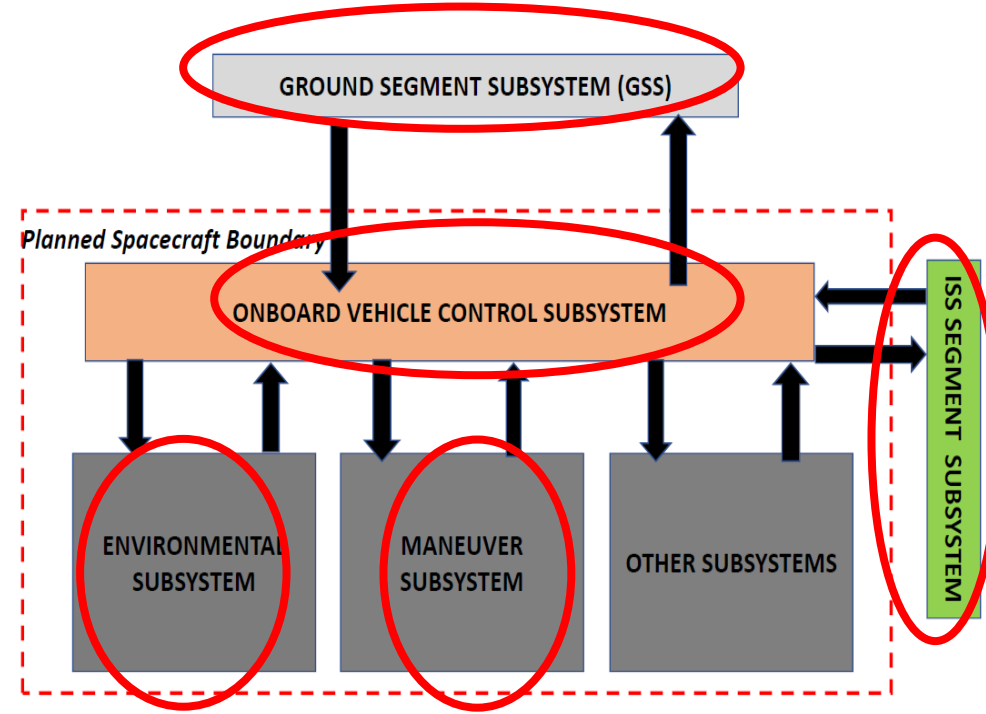 GROUND SEGMENT SUBSYSTEM (GSS)
Planned Spacecraft Boundary
ONBOARD VEHICLE CONTROL SUBSYSTEM
ISS SEGMENT SUBSYSTEM
ENVIRONMENTAL
SUBSYSTEM
MANEUVER
SUBSYSTEM
OTHER SUBSYSTEMS